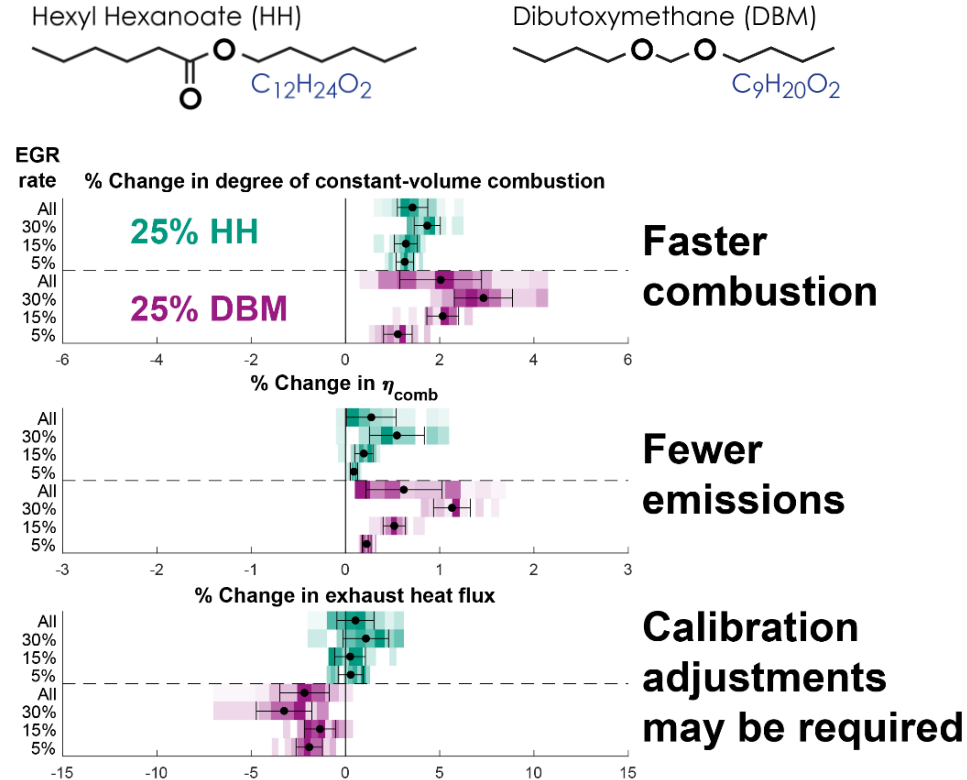 Hexyl Hexanoate (HH)
Dibutoxymethane (DBM)
O
O
C12H24O2
O O
C9H20O2
EGR
rate
% Change in degree of constant-volume combustion
All
30%
15%
5%
25% HH
All
30%
15%
5%
25% DBM
-6 -4 -2 0 2 4 6
Faster
combustion
% Change in ηcomb
All
30%
15%
5%
All
30%
15%
5%
-3 -2 -1 0 1 2 3
Fewer
emissions
% Change in exhaust heat flux
All
30%
15%
5%
All
30%
15%
5%
-15 -10 -5 0 5 10 15
Calibration
adjustments
may be required